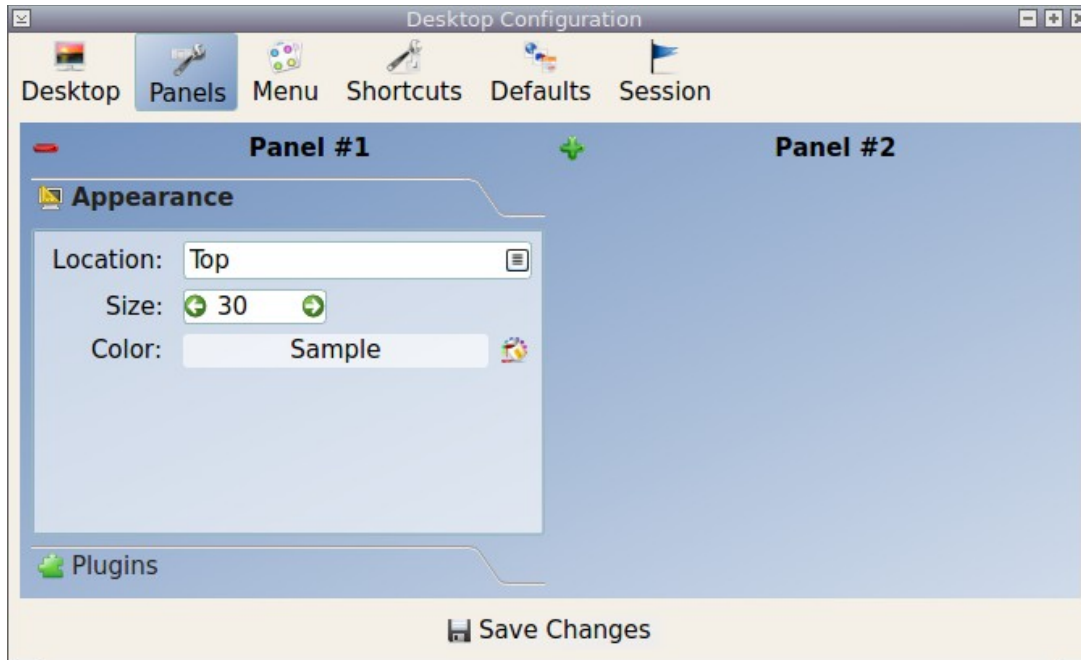 Desktop Configuration
Desktop Panels Menu Shortcuts Defaults Session
Panel #1 Panel #2
Appearance
Location: Top
Size: 30
Color: Sample
Plugins
Save Changes